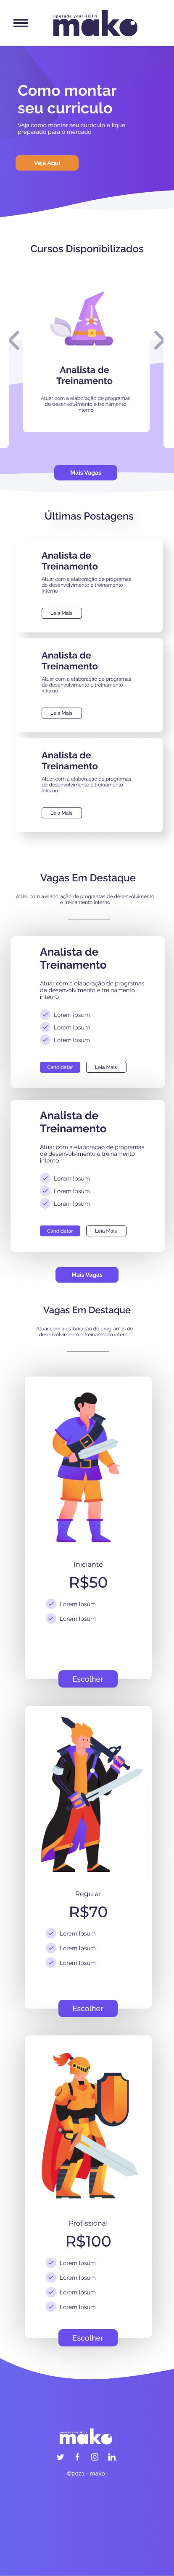 upgrade your skills
mako
Como montar
seu curriculo
Veja como montar seu curriculo e fique
preparado para o mercado
Veja Aqui
Cursos Disponibilizados
Analista de
Treinamento
Atuar com a elaboração de programas
de desenvolvimento e treinamento
interno
Mais Vagas
Últimas Postagens
Analista de
Treinamento
Atuar com a elaboração de programas
de desenvolvimento e treinamento
interno
Leia Mais
Analista de
Treinamento
Atuar com a elaboração de programas
de desenvolvimento e treinamento
interno
Leia Mais
Analista de
Treinamento
Atuar com a elaboração de programas
de desenvolvimento e treinamento
interno
Leia Mais
Vagas Em Destaque
Atuar com a elaboração de programas de desenvolvimento
e treinamento interno
Analista de
Treinamento
Atuar com a elaboração de programas
de desenvolvimento e treinamento
interno
Lorem Ipsum
Lorem Ipsum
Lorem Ipsum
Candidatar Leia Mais
Analista de
Treinamento
Atuar com a elaboração de programas
de desenvolvimento e treinamento
interno
Lorem Ipsum
Lorem Ipsum
Lorem Ipsum
Candidatar Leia Mais
Mais Vagas
Vagas Em Destaque
Atuar com a elaboração de programas de
desenvolvimento e treinamento interno
Iniciante
R$50
Lorem Ipsum
Lorem Ipsum
Escolher
Regular
R$70
Lorem Ipsum
Lorem Ipsum
Lorem Ipsum
Escolher
Profissional
R$100
Lorem Ipsum
Lorem Ipsum
Lorem Ipsum
Lorem Ipsum
Escolher
upgrade your skills
mako
©2021 - mako